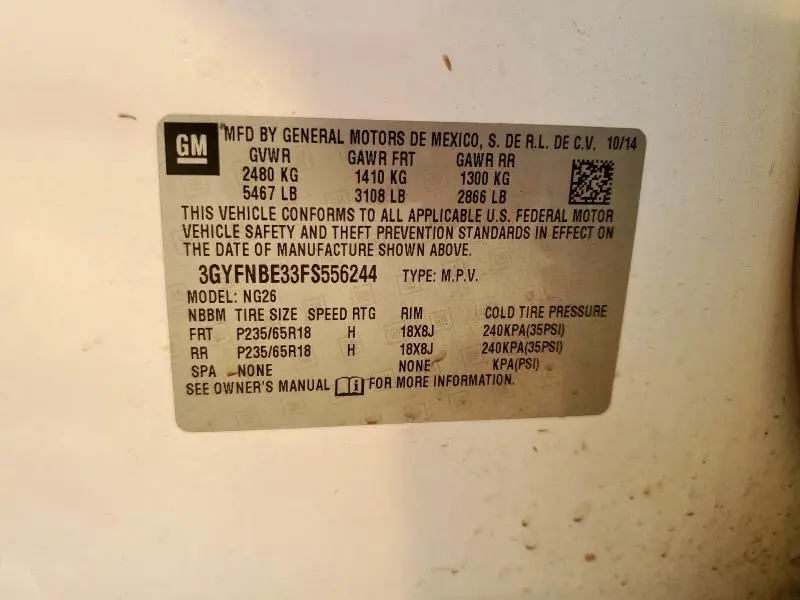 GM
MFD BY GENERAL MOTORS DE MEXICO, S. DE R.L. DE C.V. 10/14
GVWR GAWR FRT GAWR RR
2480 KG 1410 KG 1300 KG
5467 LB 3108 LB 2866 LB
THIS VEHICLE CONFORMS TO ALL APPLICABLE U.S. FEDERAL MOTOR
VEHICLE SAFETY AND THEFT PREVENTION STANDARDS IN EFFECT ON
THE DATE OF MANUFACTURE SHOWN ABOVE.
3GYFNBE33FS556244 TYPE: M.P.V.
MODEL: NG26
NBBM TIRE SIZE SPEED RTG RIM COLD TIRE PRESSURE
FRT P235/65R18 H 18X8J 240KPA(35PSI)
RR P235/65R18 H 18X8J 240KPA(35PSI)
SPA NONE NONE KPA(PSI)
SEE OWNER'S MANUAL FOR MORE INFORMATION.